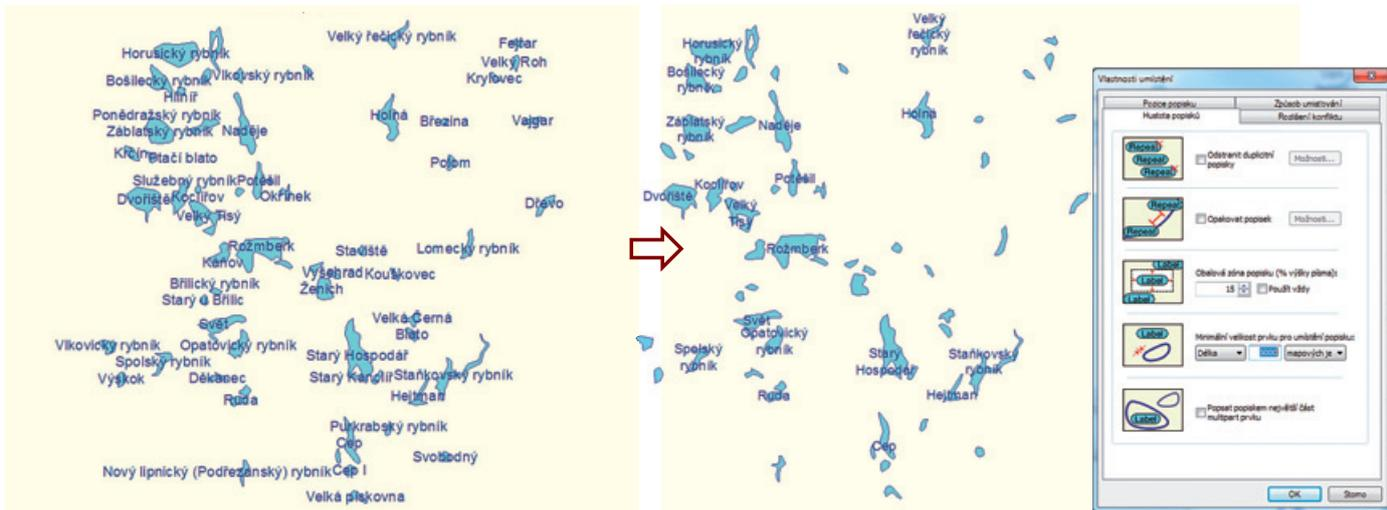 Velký řečický rybník
Fejtar
Horusický rybník
Velký Roh
Bošilecký rybník
Vlkovský rybník
Kryfovec
Hliníř
Ponědražský rybník
Záblatský rybník
Naděje
Holná
Březina
Vajgar
Krčín
Ptačí blato
Polom
Služebný rybník
Potěšil
Dvořiště
Koclířov
Okřínek
Velký Tisý
Dřevo
Rožmberk
Staviště
Lomecký rybník
Kaňov
Vyšehrad
Kouškovec
Břilický rybník
Ženich
Starý u Břilic
Svět
Velká Černá
Blato
Vlkovický rybník
Opatovický rybník
Spolský rybník
Starý Hospodář
Výskok
Děkanec
Starý Kanclíř
Staňkovský rybník
Ruda
Hejtman
Purkrabský rybník
Cep
Svobodný
Nový lipnický (Podřezanský) rybník
Cep I
Velká pískovna
Velký
řečický
rybník
Horusický
rybník
Bošilecký
rybník
Záblatský
rybník
Naděje
Holná
Potěšil
Dvořiště
Koclířov
Velký
Tisý
Rožmberk
Svět
Opatovický
rybník
Spolský
rybník
Starý
Hospodář
Staňkovský
rybník
Ruda
Hejtman
Cep
Vlastnosti umístění
Pozice popisku
Způsob umisťování
Hustota popisků
Rozlišení konfliktu
Repeat
Repeat
Repeat
Odstranit duplicitní
popisky
Možnosti...
Repeat
Repeat
Opakovat popisek
Možnosti...
Label
Label
Label
Obalová zóna popisku (% výšky písma):
15
Použít vždy
Label
Minimální velikost prvku pro umístění popisku:
Délka
mapových je
Label
Popsat popiskem největší část
multipart prvku
OK
Storno